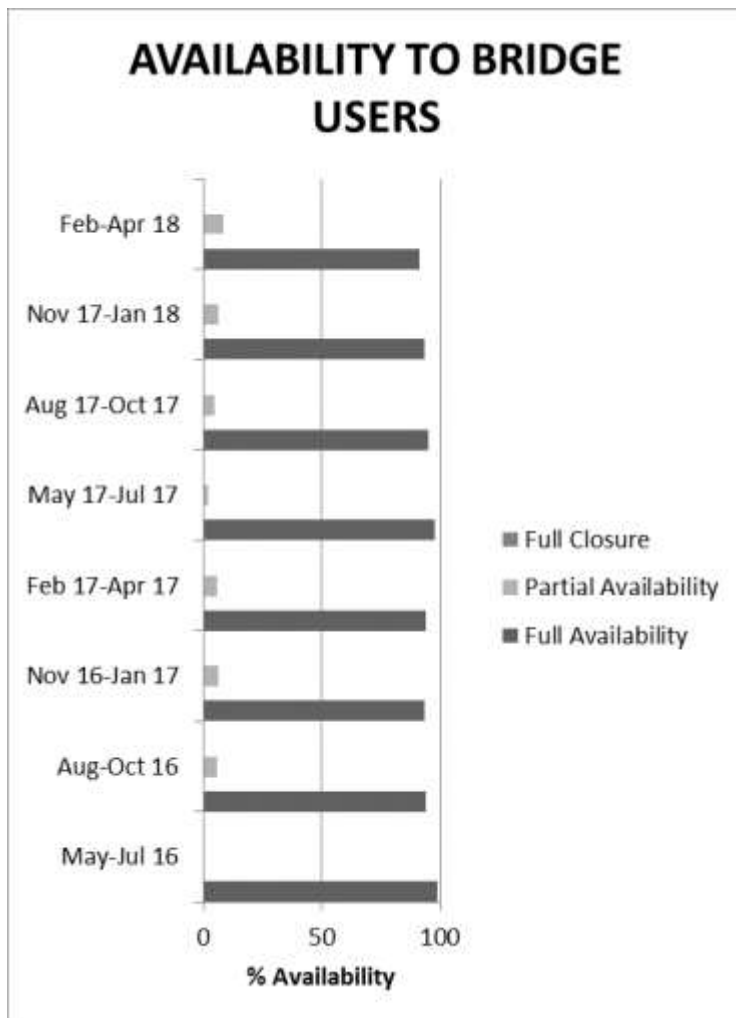 AVAILABILITY TO BRIDGE
USERS
Feb-Apr 18
Nov 17-Jan 18
Aug 17-Oct 17
May 17-Jul 17
Feb 17-Apr 17
Nov 16-Jan 17
Aug-Oct 16
May-Jul 16
Full Closure
Partial Availability
Full Availability
0 50 100
% Availability